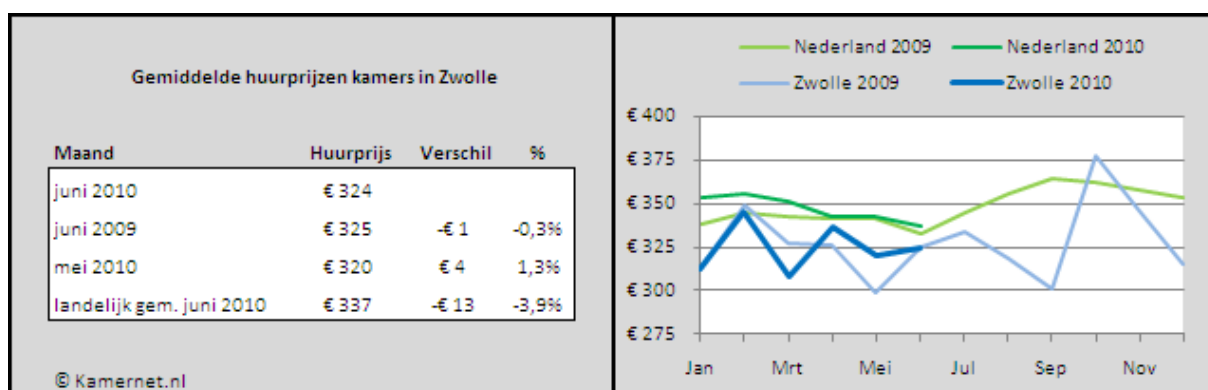 Gemiddelde huurprijzen kamers in Zwolle
Maand Huurprijs Verschil %
juni 2010 € 324
juni 2009 € 325 -€ 1 -0,3%
mei 2010 € 320 € 4 1,3%
landelijk gem. juni 2010 € 337 -€ 13 -3,9%
© Kamernet.nl
Nederland 2009 Nederland 2010
Zwolle 2009 Zwolle 2010
€ 400
€ 375
€ 350
€ 325
€ 300
€ 275
Jan Mrt Mei Jul Sep Nov